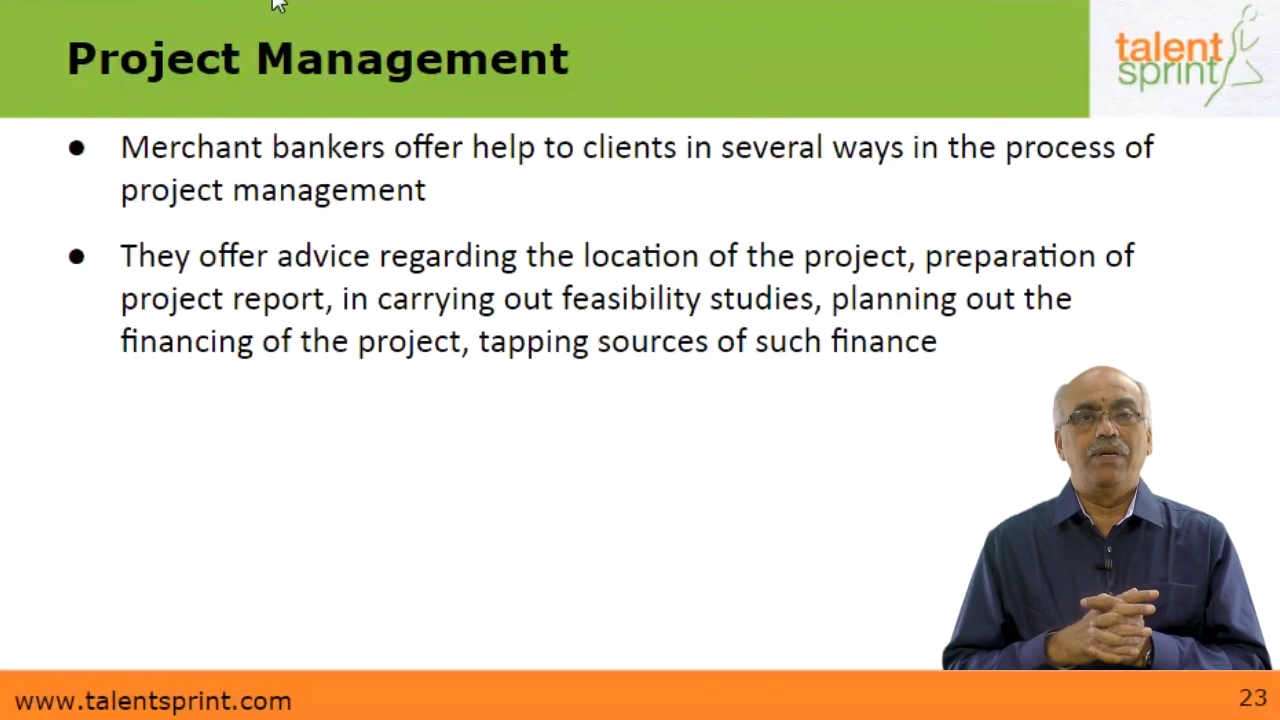 Project Management
talent
sprint
● Merchant bankers offer help to clients in several ways in the process of
project management
● They offer advice regarding the location of the project, preparation of
project report, in carrying out feasibility studies, planning out the
financing of the project, tapping sources of such finance
www.talentsprint.com
23